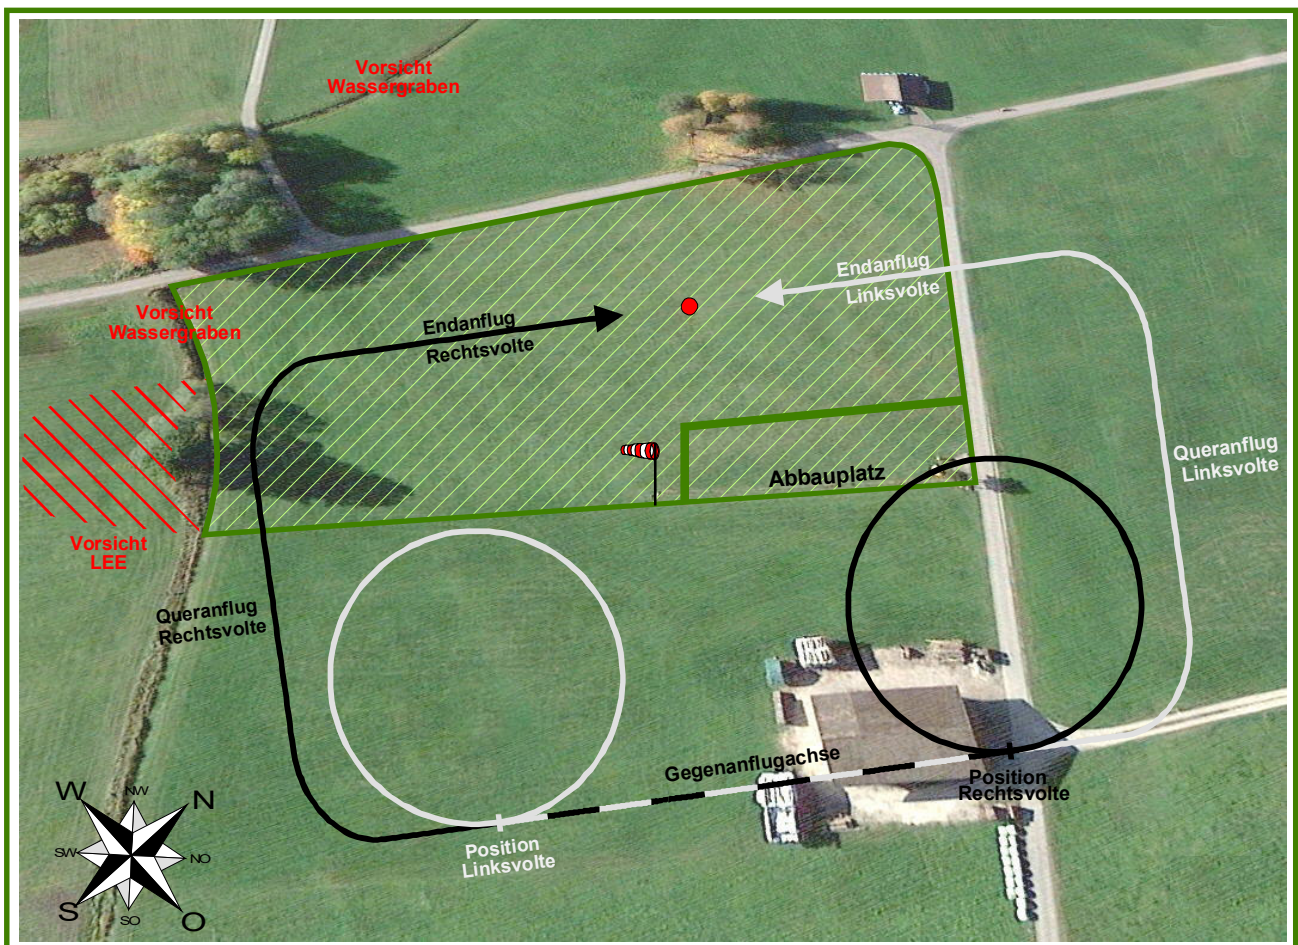 Vorsicht
Wassergraben
Endanflug
Linksvolte
Vorsicht
Wassergraben
Endanflug
Rechtsvolte
Queranflug
Linksvolte
Abbauplatz
Vorsicht
LEE
Queranflug
Rechtsvolte
Gegenanflugachse
Position
Rechtsvolte
Position
Linksvolte
W
NW
N
SW
NO
S
SO
O